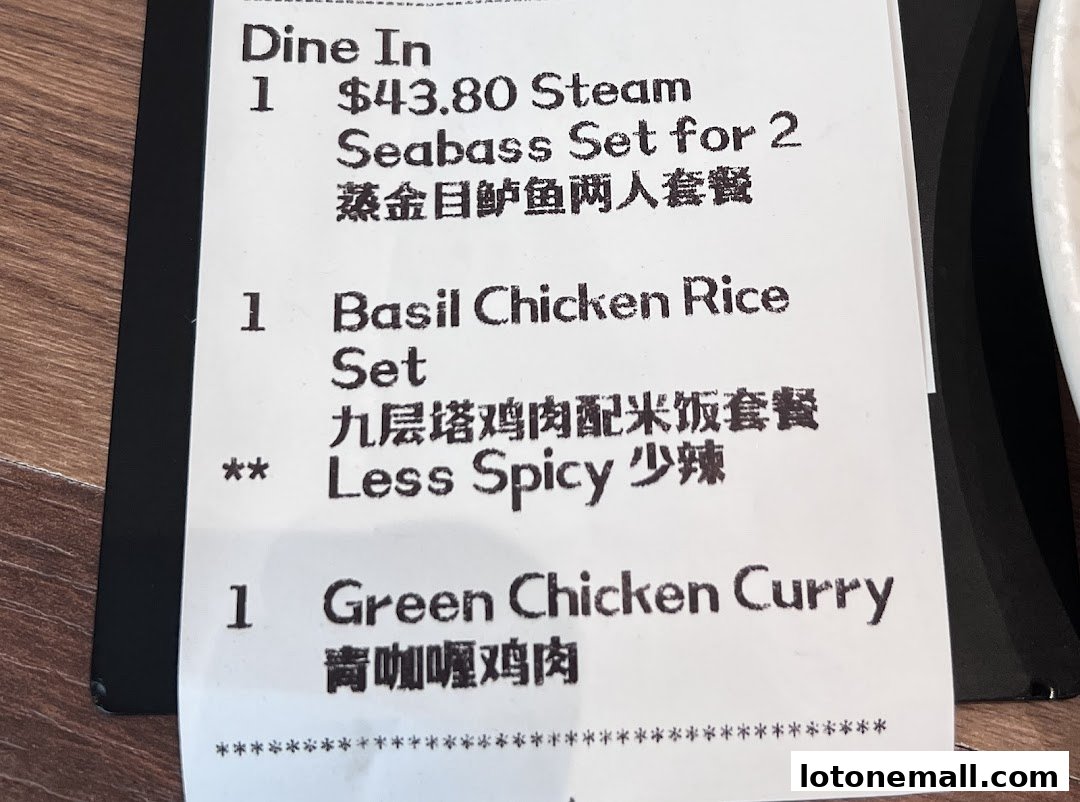 Dine In
1 $43.80 Steam
Seabass Set for 2
蒸金目鲈鱼两人套餐
1 Basil Chicken Rice
Set
九层塔鸡肉配米饭套餐
** Less Spicy 少辣
1 Green Chicken Curry
青咖喱鸡肉
************************************************
lotonemall.com